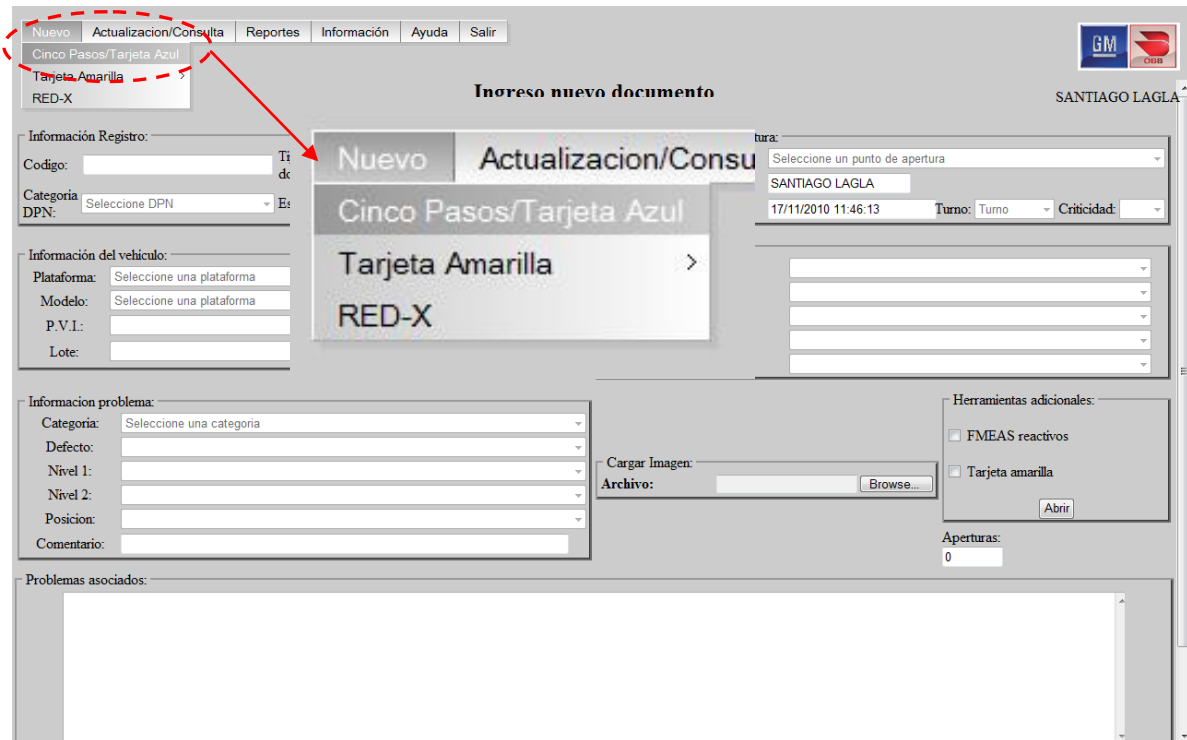 Nuevo Actualizacion/Consulta Reportes Información Ayuda Salir
Cinco Pasos/Tarjeta Azul
Tarjeta Amarilla >
RED-X
GM
OBB
Ingreso nuevo documento
SANTIAGO LAGLA
Información Registro:
Codigo:
Categoria DPN: Seleccione DPN
Nuevo Actualizacion/Consu
Cinco Pasos/Tarjeta Azul
Tarjeta Amarilla >
RED-X
Seleccione un punto de apertura
SANTIAGO LAGLA
17/11/2010 11:46:13 Turno: Turno Criticidad:
Información del vehiculo:
Plataforma: Seleccione una plataforma
Modelo: Seleccione una plataforma
P.V.I.:
Lote:
Informacion problema:
Categoria: Seleccione una categoria
Defecto:
Nivel 1:
Nivel 2:
Posicion:
Comentario:
Cargar Imagen:
Archivo: Browse...
Herramientas adicionales:
FMEAS reactivos
Tarjeta amarilla
Abrir
Aperturas:
0
Problemas asociados: